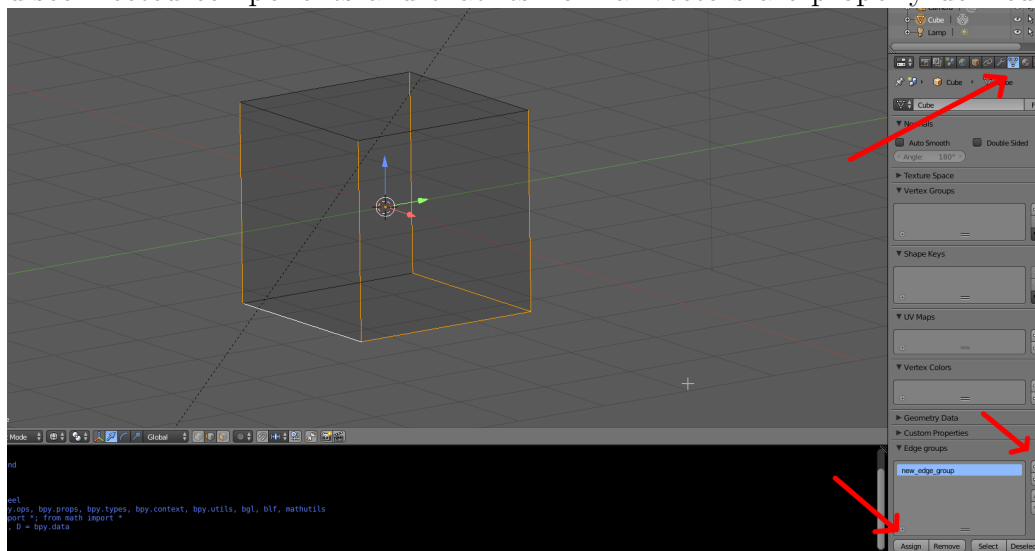 Cube
Lamp
Cube
Cube
F
Normals
Auto Smooth
Double Sided
Angle: 180°
Texture Space
Vertex Groups
Shape Keys
UV Maps
Vertex Colors
Geometry Data
Custom Properties
Edge groups
new_edge_group
Assign Remove Select Deselec
Mode Global
nd
eel
y.ops, bpy.props, bpy.types, bpy.context, bpy.utils, bgl, blf, mathutils
port *; from math import *
, D = bpy.data